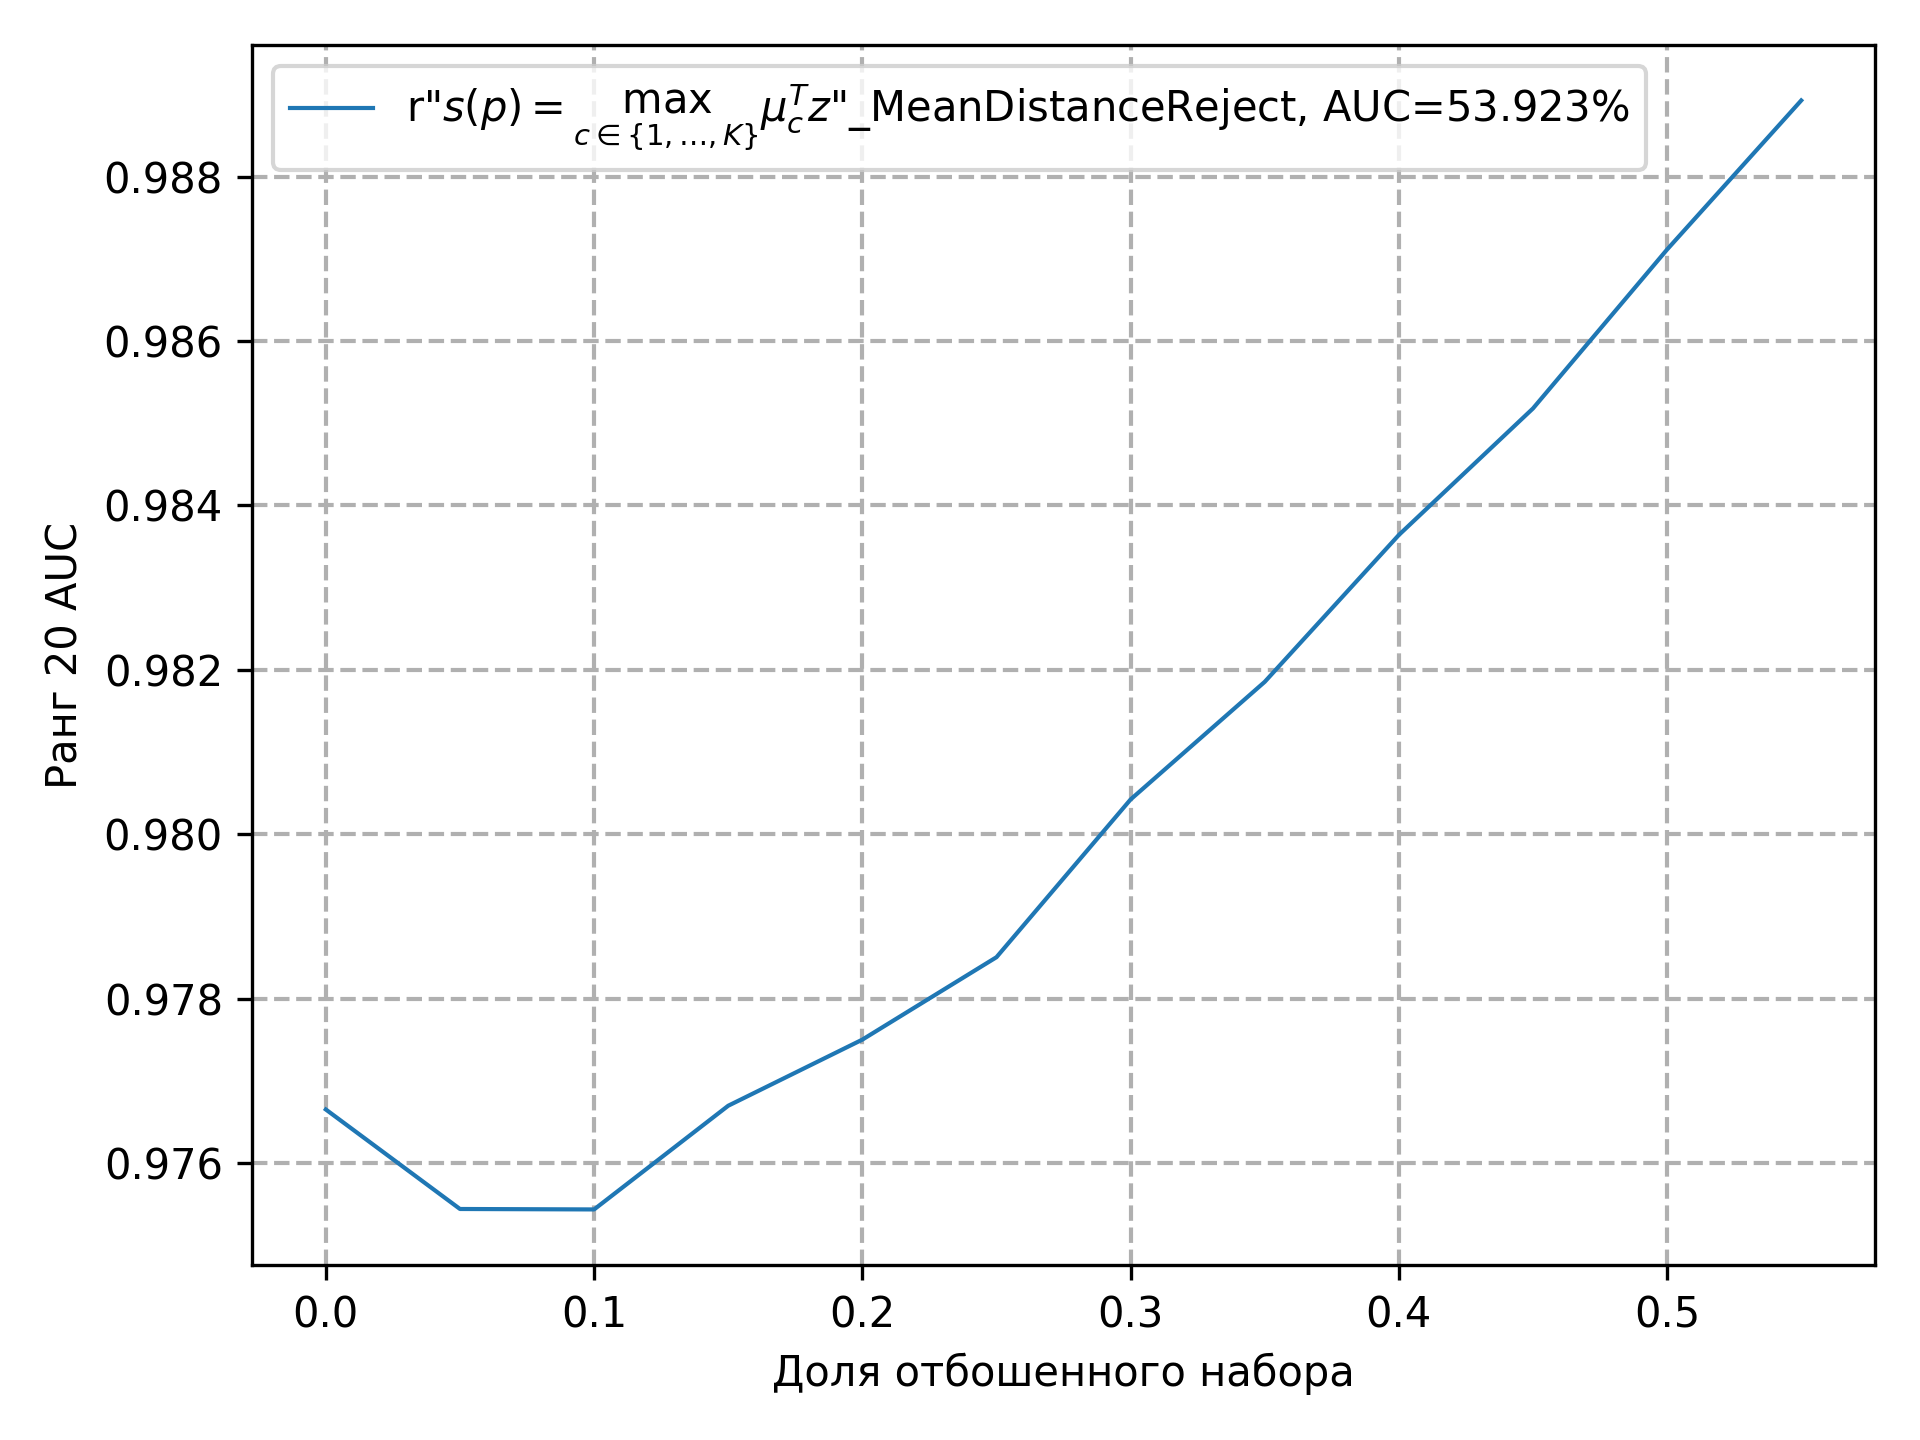 r"s(p) = max_{c∈{1,...,K}} μ_c^T z"_MeanDistanceReject, AUC=53.923%
0.988
0.986
0.984
0.982
0.980
0.978
0.976
Ранг 20 AUC
0.0 0.1 0.2 0.3 0.4 0.5
Доля отбошенного набора